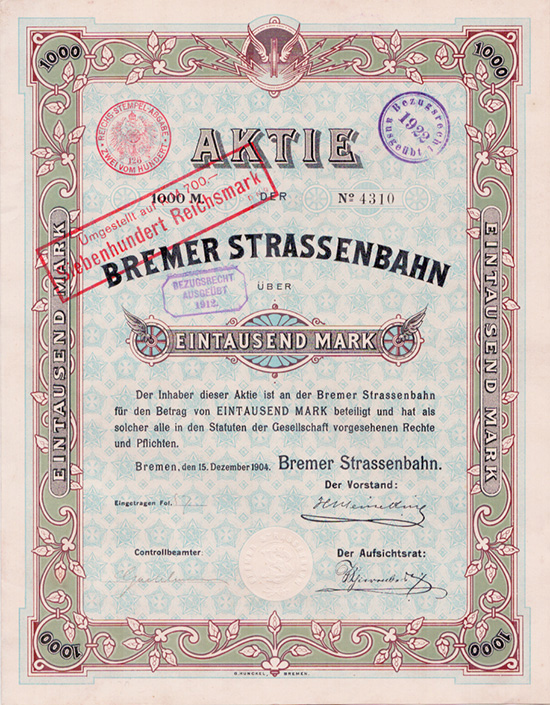 1000
1000
REICHS-STEMPEL-ABGABE
120
ZWEI VOM HUNDERT
Bezugsrecht
1922
ausgeübt
AKTIE
1000 M.
DER
No 4310
Umgestellt auf RM 700,—
Siebenhundert Reichsmark
BREMER STRASSENBAHN
BEZUGSRECHT
AUSGEÜBT
1912.
ÜBER
EINTAUSEND MARK
EINTAUSEND MARK
EINTAUSEND MARK
Der Inhaber dieser Aktie ist an der Bremer Strassenbahn
für den Betrag von EINTAUSEND MARK beteiligt und hat als
solcher alle in den Statuten der Gesellschaft vorgesehenen Rechte
und Pflichten.
Bremen, den 15. Dezember 1904. Bremer Strassenbahn.
Der Vorstand:
Eingetragen Fol.
Controllbeamter:
Der Aufsichtsrat:
1000
1000
BREMEN.